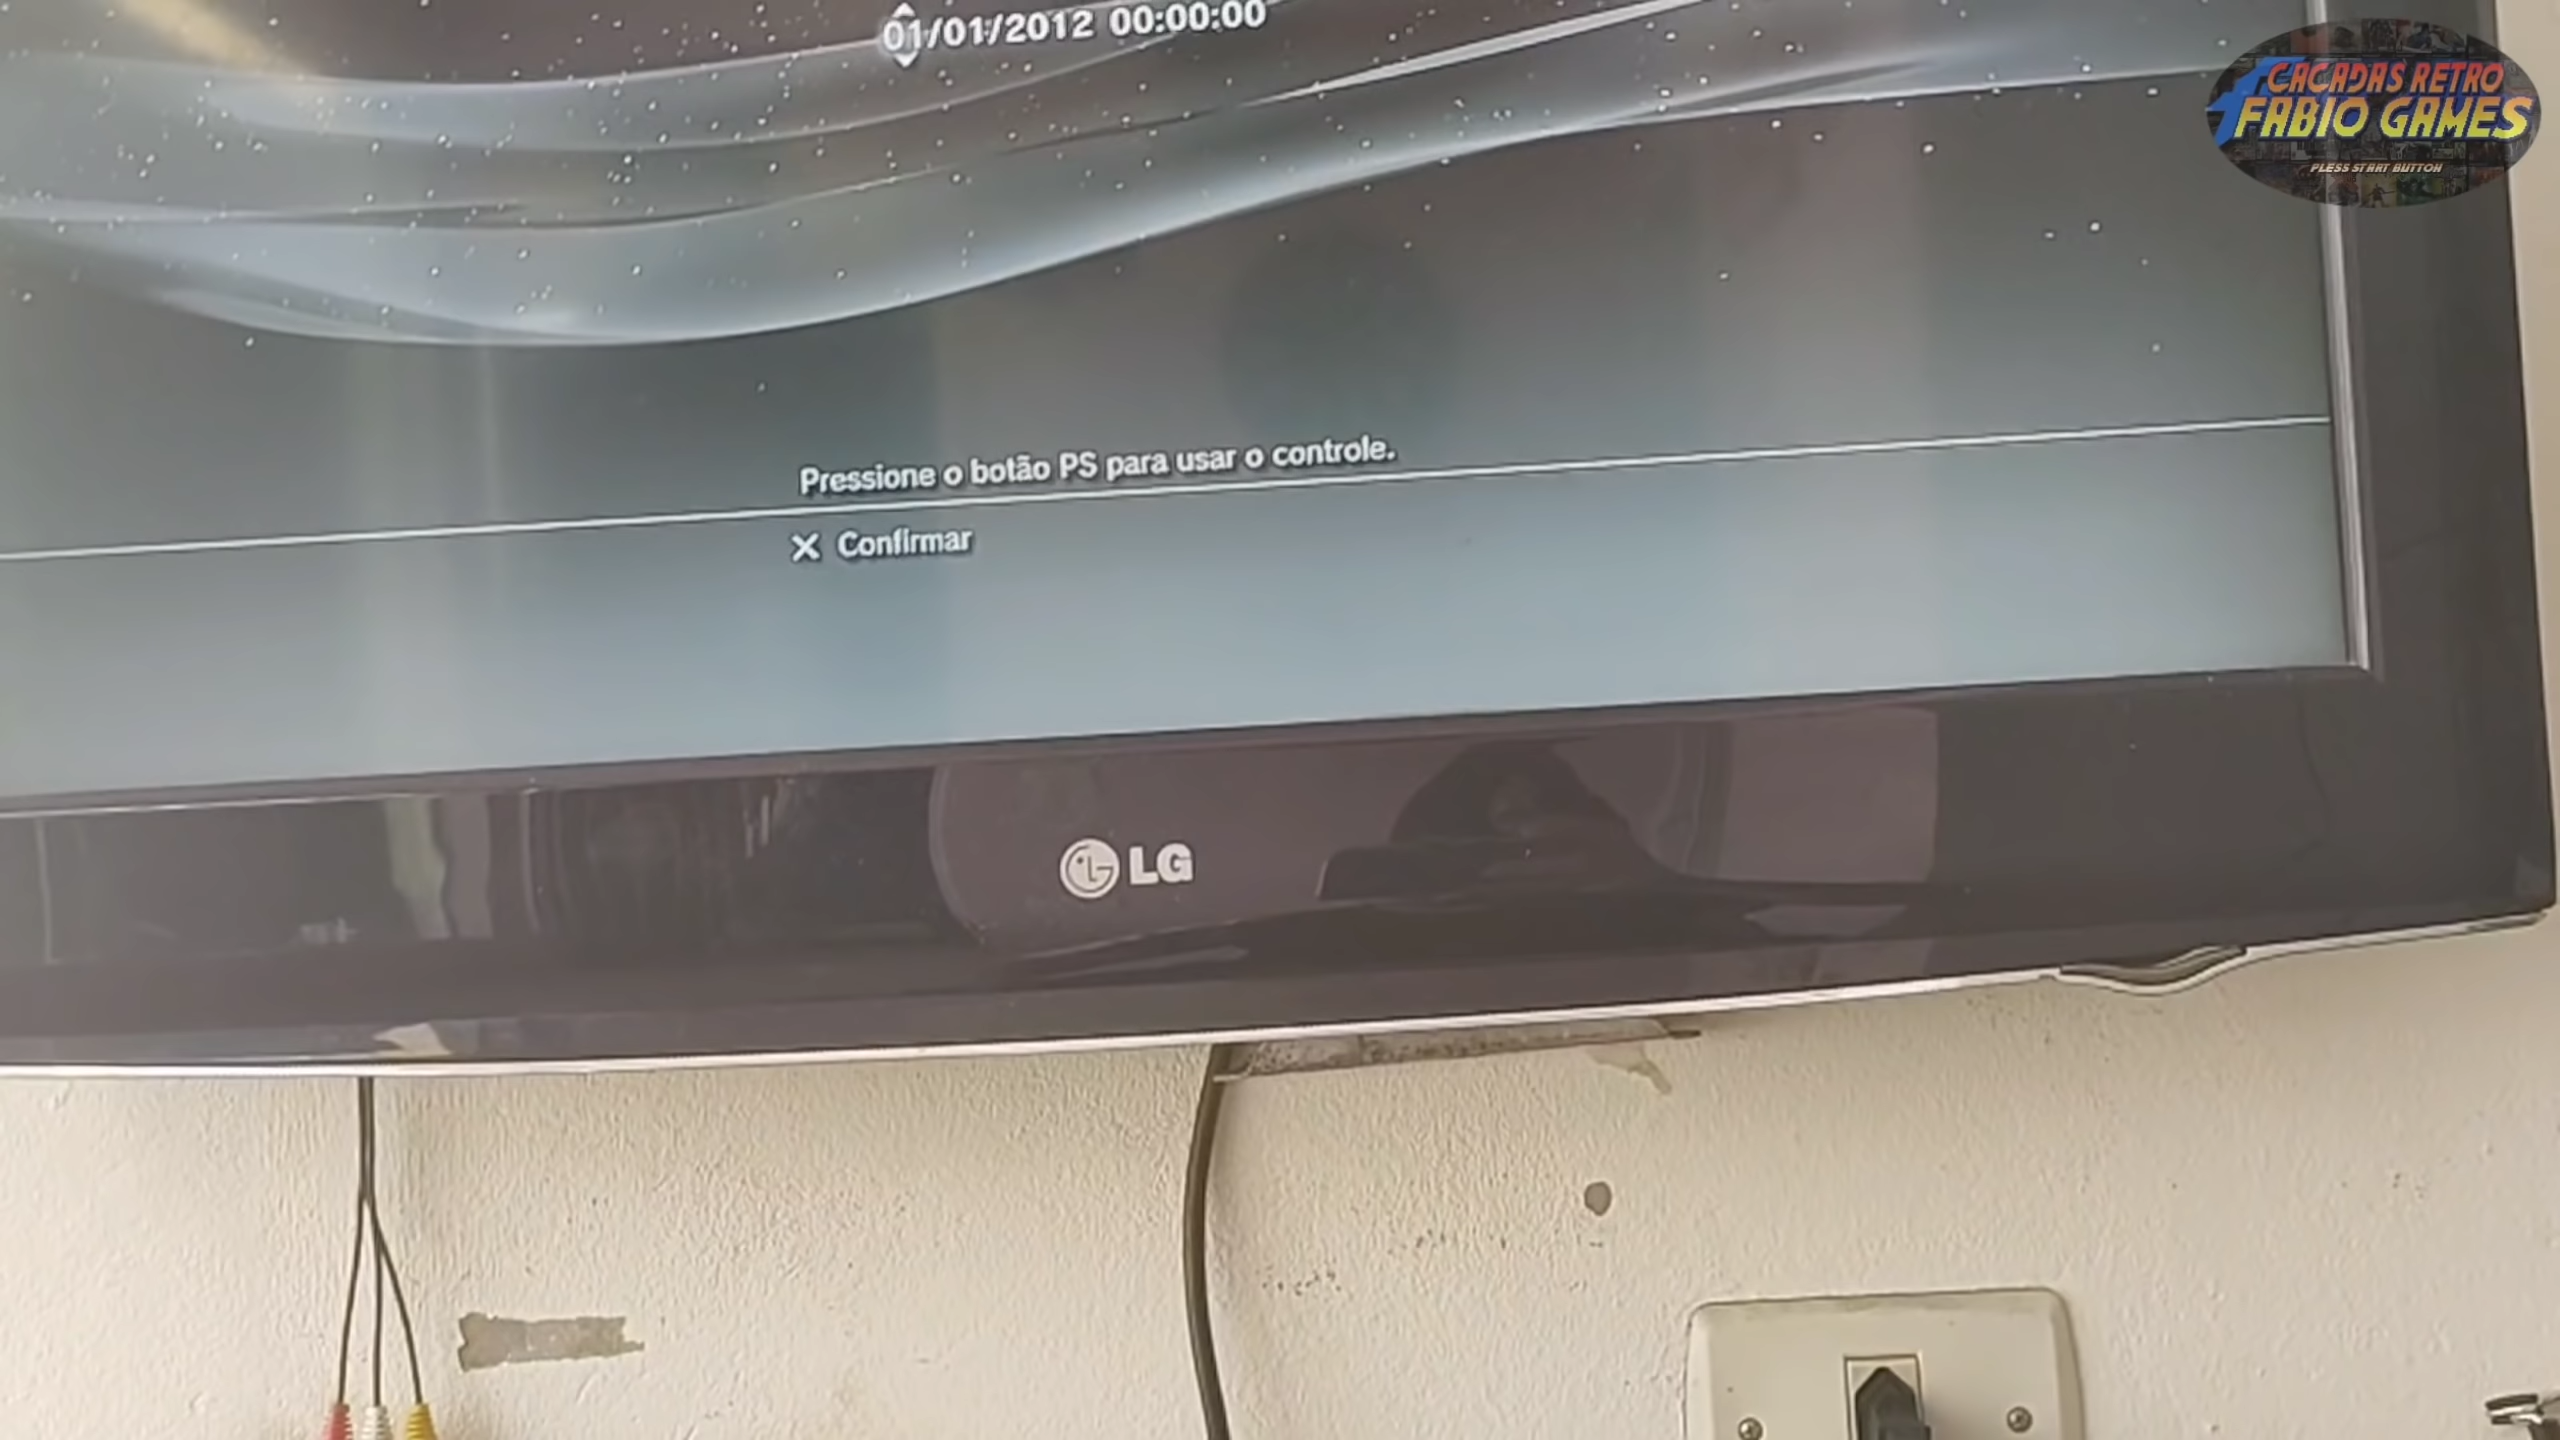 01/01/2012 00:00:00
CACADAS RETRO
FABIO GAMES
PLESS START BUTTON
Pressione o botão PS para usar o controle.
X Confirmar
LG